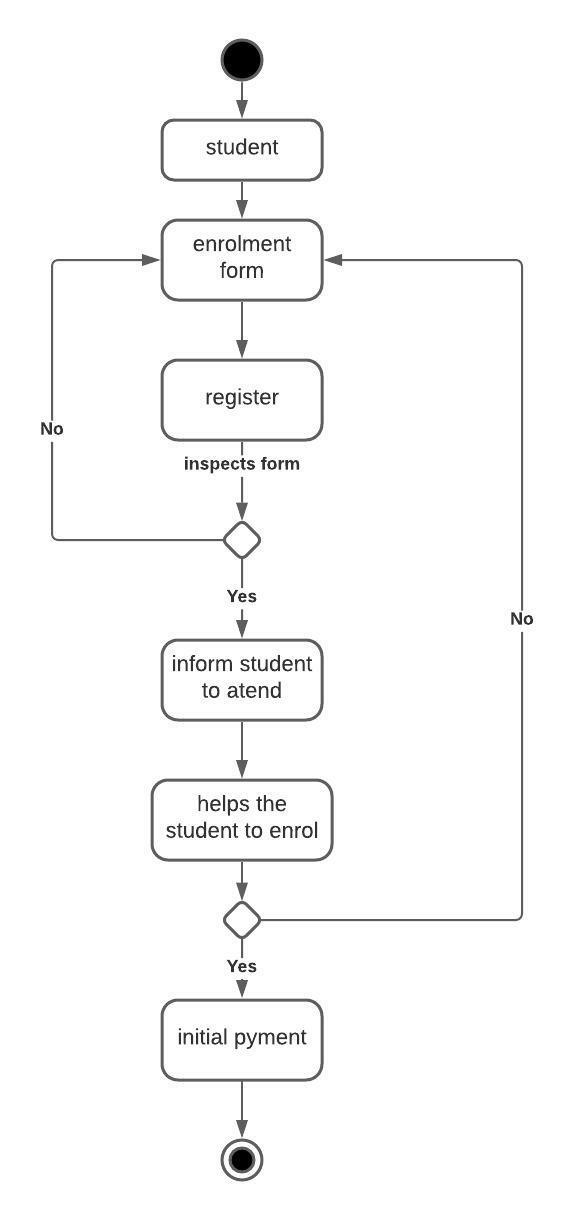 student
enrolment
form
register
No
inspects form
Yes
No
inform student
to atend
helps the
student to enrol
Yes
initial pyment